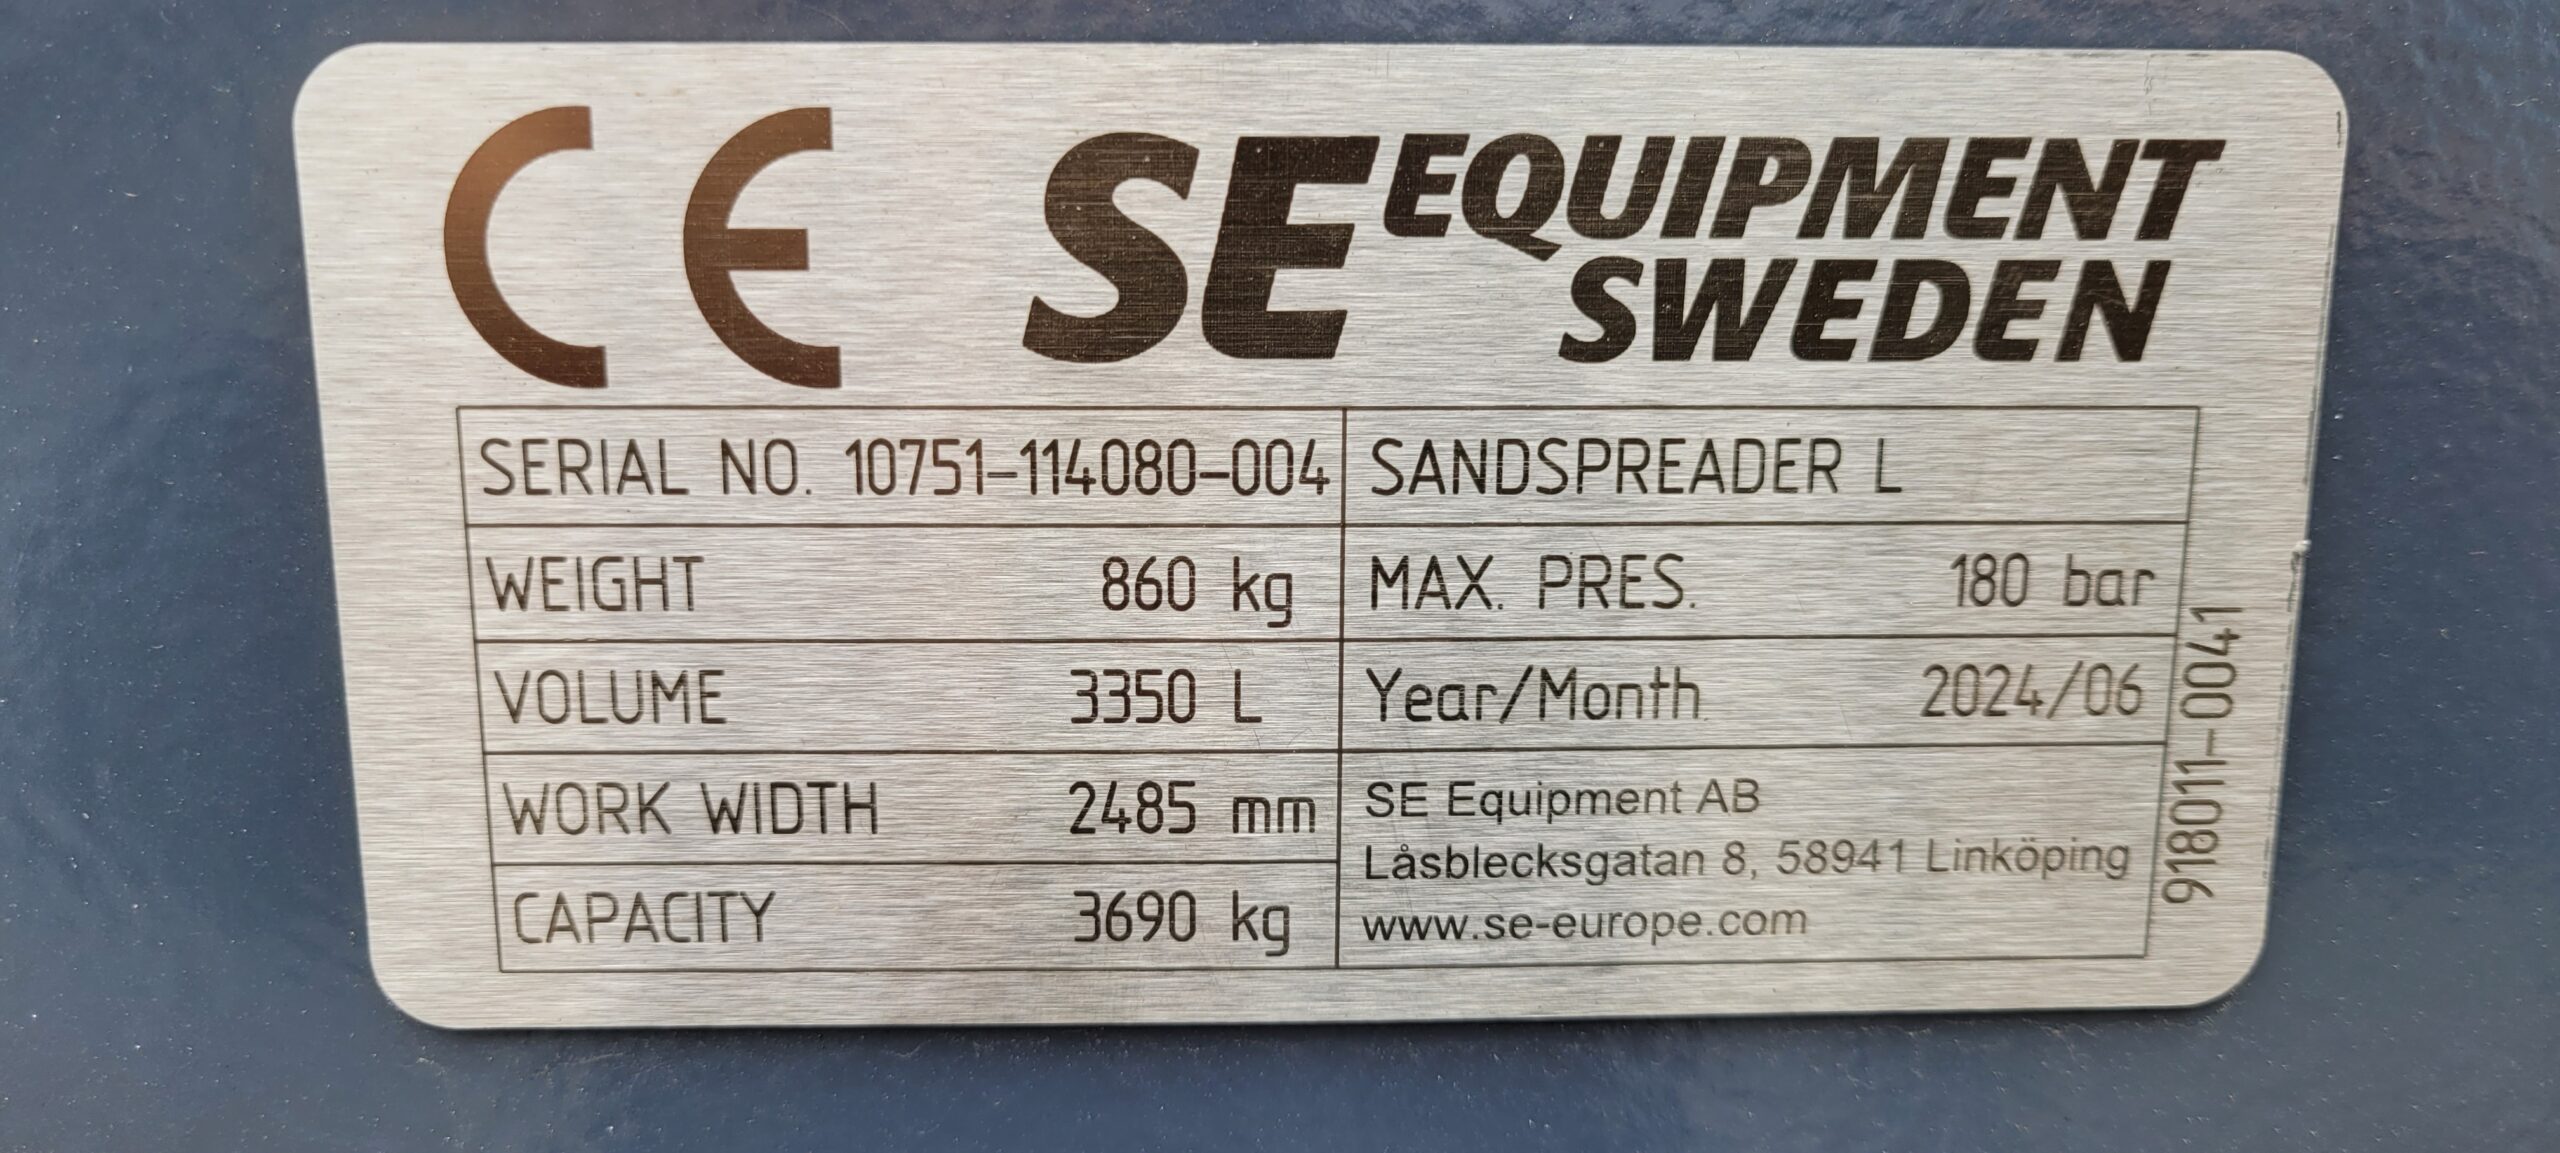 CE SE EQUIPMENT
SWEDEN
SERIAL NO. 10751-114080-004 SANDSPREADER L
WEIGHT 860 kg MAX. PRES. 180 bar
VOLUME 3350 L Year/Month 2024/06
WORK WIDTH 2485 mm SE Equipment AB
Låsblecksgatan 8, 58941 Linköping
CAPACITY 3690 kg www.se-europe.com
918011-0041